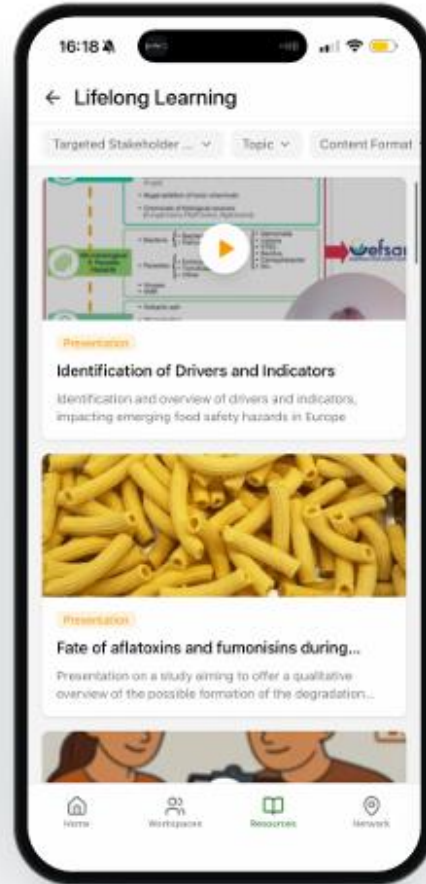 16:18
← Lifelong Learning
Targeted Stakeholder ...
Topic
Content Format
efsa
Presentation
Identification of Drivers and Indicators
Identification and overview of drivers and indicators,
impacting emerging food safety hazards in Europe
Presentation
Fate of aflatoxins and fumonisins during...
Presentation on a study aiming to offer a qualitative
overview of the possible formation of the degradation...
Home
Workspaces
Resources
Network